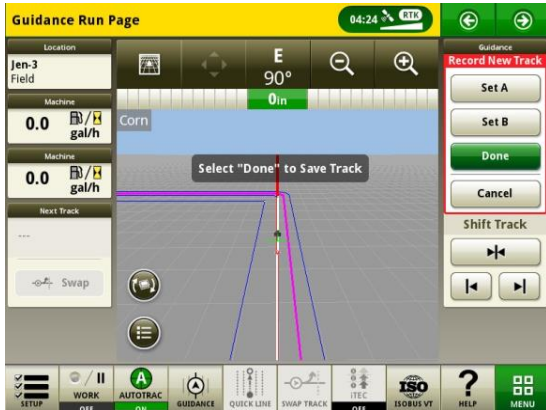 Guidance Run Page
04:24 RTK
Location
Jen-3
Field
Machine
0.0 gal/h
Machine
0.0 gal/h
Next Track
---
Swap
E
90°
0in
Corn
Select "Done" to Save Track
Guidance
Record New Track
Set A
Set B
Done
Cancel
Shift Track
SETUP
WORK
OFF
A
AUTOTRAC
ON
GUIDANCE
QUICK LINE
SWAP TRACK
iTEC
OFF
ISO
ISOBUS VT
?
HELP
MENU